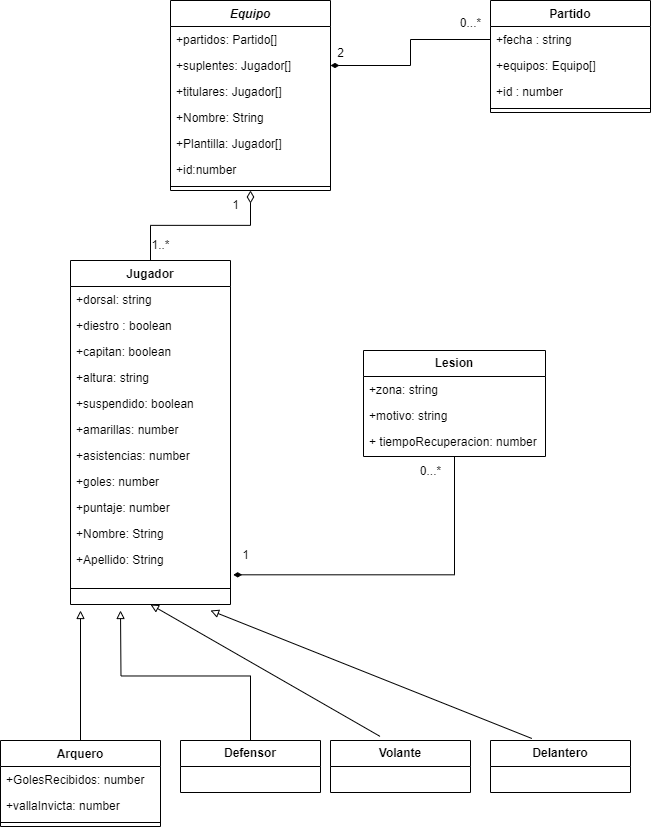 Equipo
+partidos: Partido[]
+suplentes: Jugador[]
+titulares: Jugador[]
+Nombre: String
+Plantilla: Jugador[]
+id:number
2
0...*
Partido
+fecha : string
+equipos: Equipo[]
+id : number
1
1..*
Jugador
+dorsal: string
+diestro : boolean
+capitan: boolean
+altura: string
+suspendido: boolean
+amarillas: number
+asistencias: number
+goles: number
+puntaje: number
+Nombre: String
+Apellido: String
Lesion
+zona: string
+motivo: string
+ tiempoRecuperacion: number
0...*
1
Arquero
+GolesRecibidos: number
+vallaInvicta: number
Defensor
Volante
Delantero